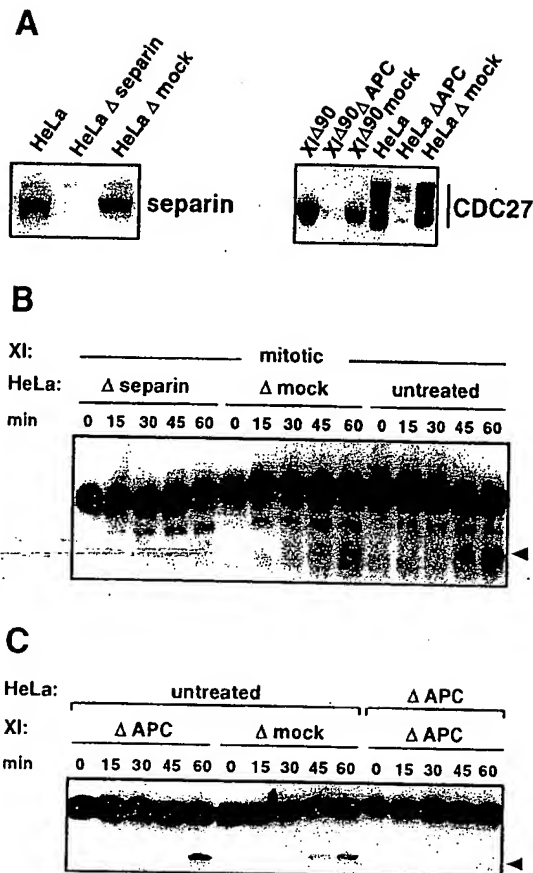 A
HeLa
HeLa Δ separin
HeLa Δ mock
separin
XlΔ90
XlΔ90Δ APC
XlΔ90 mock
HeLa
HeLa ΔAPC
HeLa Δ mock
CDC27
B
Xl: mitotic
HeLa: Δ separin Δ mock untreated
min 0 15 30 45 60 0 15 30 45 60 0 15 30 45 60
C
HeLa: untreated Δ APC
Xl: Δ APC Δ mock Δ APC
min 0 15 30 45 60 0 15 30 45 60 0 15 30 45 60